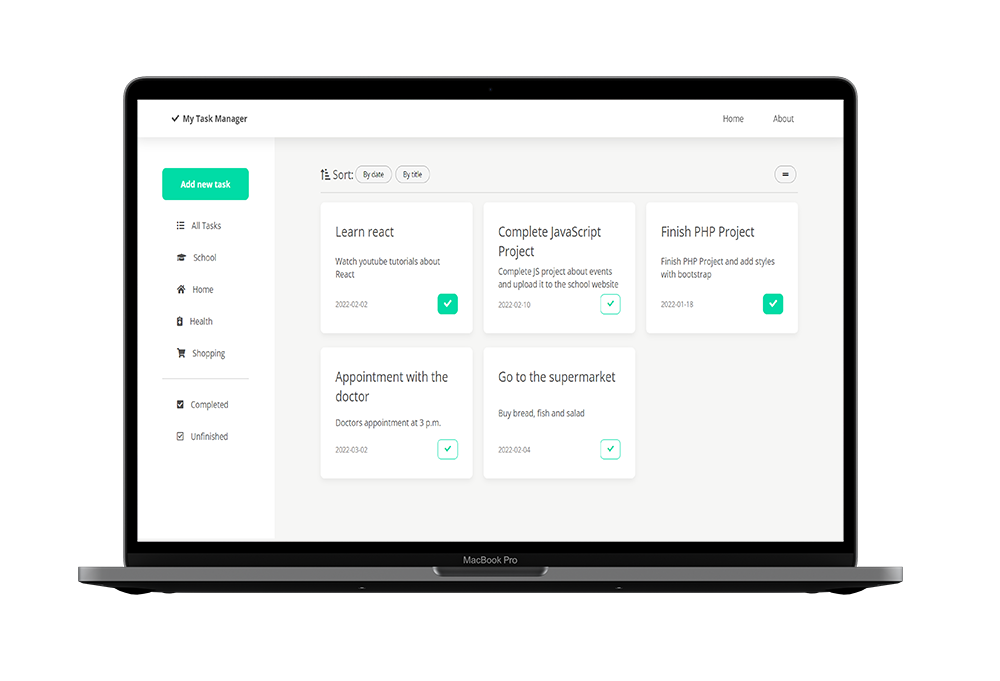 My Task Manager
Home
About
Add new task
All Tasks
School
Home
Health
Shopping
Completed
Unfinished
Sort:
By date
By title
Learn react
Watch youtube tutorials about
React
2022-02-02
Complete JavaScript
Project
Complete JS project about events
and upload it to the school website
2022-02-10
Finish PHP Project
Finish PHP Project and add styles
with bootstrap
2022-01-18
Appointment with the
doctor
Doctors appointment at 3 p.m.
2022-03-02
Go to the supermarket
Buy bread, fish and salad
2022-02-04
MacBook Pro